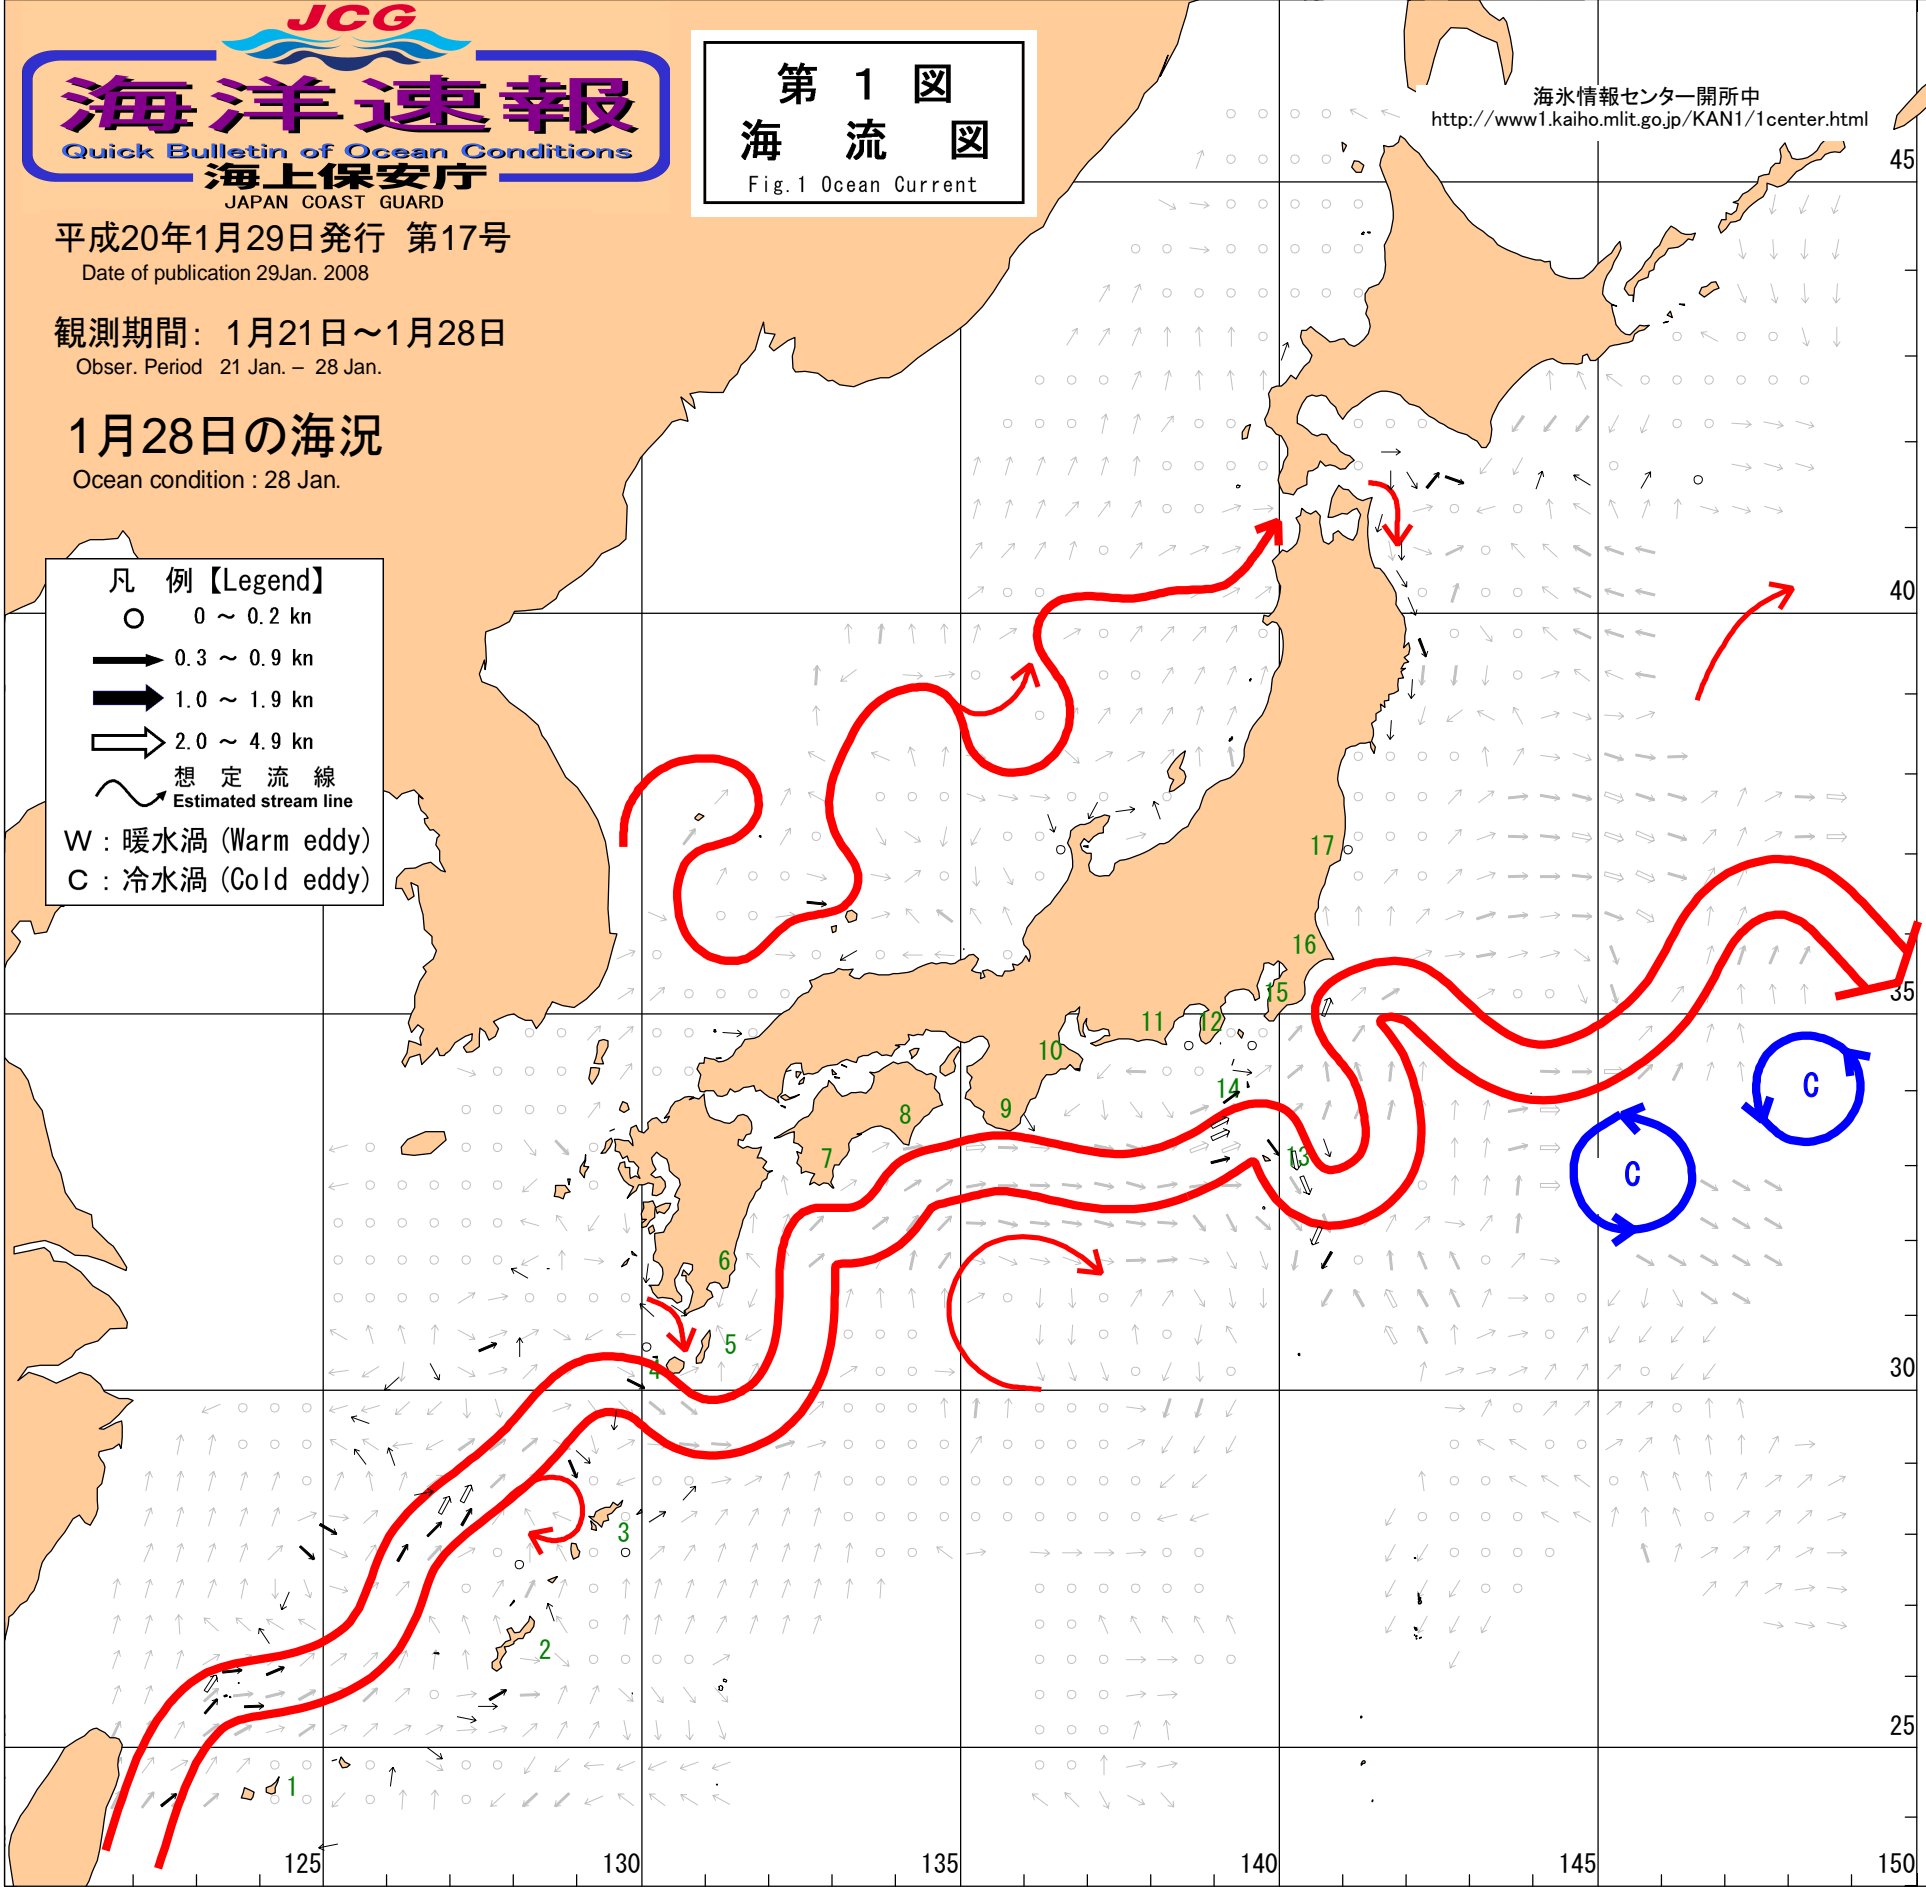 JCG
海洋速報
Quick Bulletin of Ocean Conditions
海上保安庁
JAPAN COAST GUARD
平成20年1月29日発行 第17号
Date of publication 29Jan. 2008
観測期間: 1月21日～1月28日
Obser. Period 21 Jan. – 28 Jan.
1月28日の海況
Ocean condition : 28 Jan.
第 1 図
海 流 図
Fig.1 Ocean Current
海氷情報センター開所中
http://www1.kaiho.mlit.go.jp/KAN1/1center.html
凡 例【Legend】
0 ～ 0.2 kn
0.3 ～ 0.9 kn
1.0 ～ 1.9 kn
2.0 ～ 4.9 kn
想 定 流 線
Estimated stream line
W : 暖水渦 (Warm eddy)
C : 冷水渦 (Cold eddy)
45
40
17
16
15
35
11
12
10
14
C
9
8
13
7
C
6
5
4
30
3
2
25
1
125
130
135
140
145
150